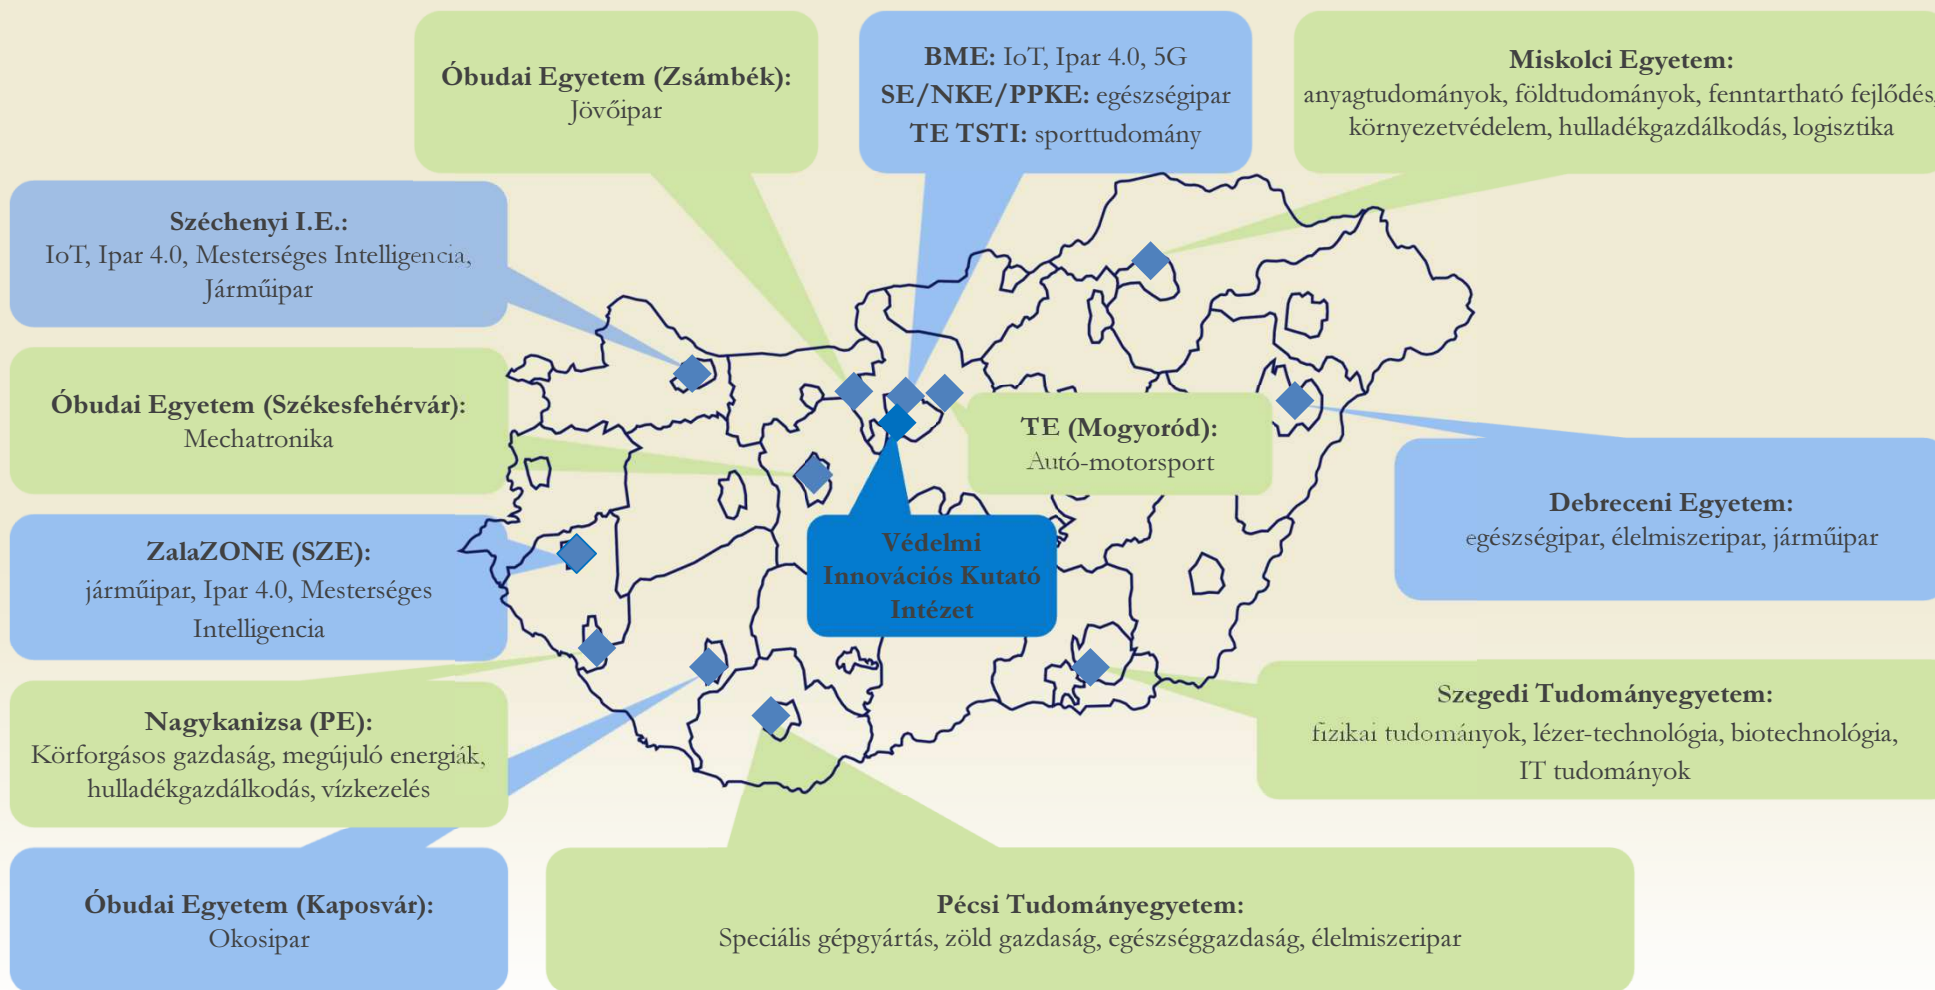 Óbudai Egyetem (Zsámbék):
Jövőipar
BME: IoT, Ipar 4.0, 5G
SE/NKE/PPKE: egészségipar
TE TSTI: sporttudomány
Miskolci Egyetem:
anyagtudományok, földtudományok, fenntartható fejlődés,
környezetvédelem, hulladékgazdálkodás, logisztika
Széchenyi I.E.:
IoT, Ipar 4.0, Mesterséges Intelligencia,
Járműipar
Óbudai Egyetem (Székesfehérvár):
Mechatronika
TE (Mogyoród):
Autó-motorsport
Debreceni Egyetem:
egészségipar, élelmiszeripar, járműipar
ZalaZONE (SZE):
járműipar, Ipar 4.0, Mesterséges
Intelligencia
Védelmi
Innovációs Kutató
Intézet
Nagykanizsa (PE):
Körforgásos gazdaság, megújuló energiák,
hulladékgazdálkodás, vízkezelés
Szegedi Tudományegyetem:
fizikai tudományok, lézer-technológia, biotechnológia,
IT tudományok
Óbudai Egyetem (Kaposvár):
Okosipar
Pécsi Tudományegyetem:
Speciális gépgyártás, zöld gazdaság, egészséggazdaság, élelmiszeripar